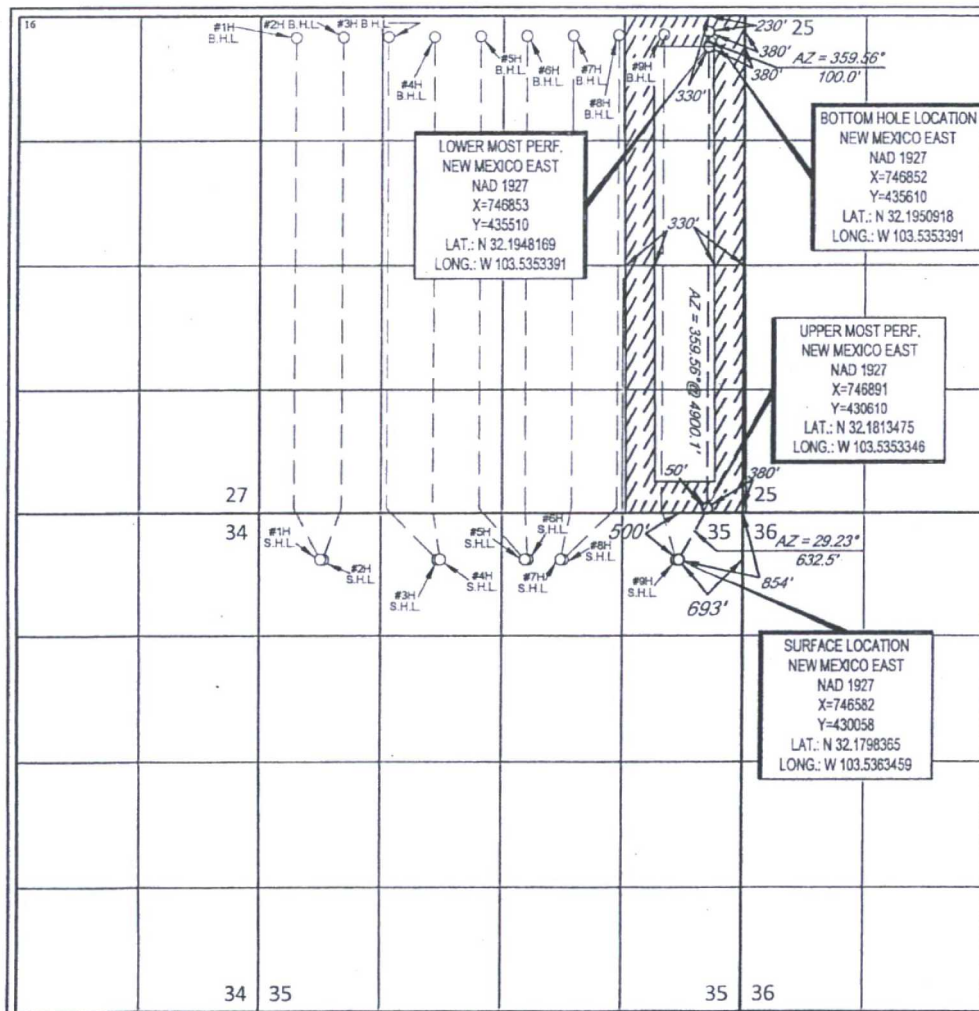 16
#1H
B.H.L.
#2H B.H.L.
#3H B.H.L.
#4H
B.H.L.
#5H
B.H.L.
#6H
B.H.L.
#7H
B.H.L.
#8H
B.H.L.
#9H
B.H.L.
230'
25
380'
AZ = 359.56°
100.0'
380'
330'
LOWER MOST PERF.
NEW MEXICO EAST
NAD 1927
X=746853
Y=435510
LAT.: N 32.1948169
LONG.: W 103.5353391
BOTTOM HOLE LOCATION
NEW MEXICO EAST
NAD 1927
X=746852
Y=435610
LAT.: N 32.1950918
LONG.: W 103.5353391
330'
AZ = 359.56° @ 4900.1'
UPPER MOST PERF.
NEW MEXICO EAST
NAD 1927
X=746891
Y=430610
LAT.: N 32.1813475
LONG.: W 103.5353346
50'
380'
27
25
34
500'
35
36
#1H
S.H.L.
#2H
S.H.L.
#3H
S.H.L.
#4H
S.H.L.
#5H
S.H.L.
#6H
S.H.L.
#7H
S.H.L.
#8H
S.H.L.
#9H
S.H.L.
AZ = 29.23°
632.5'
854'
693'
SURFACE LOCATION
NEW MEXICO EAST
NAD 1927
X=746582
Y=430058
LAT.: N 32.1798365
LONG.: W 103.5363459
34
35
35
36